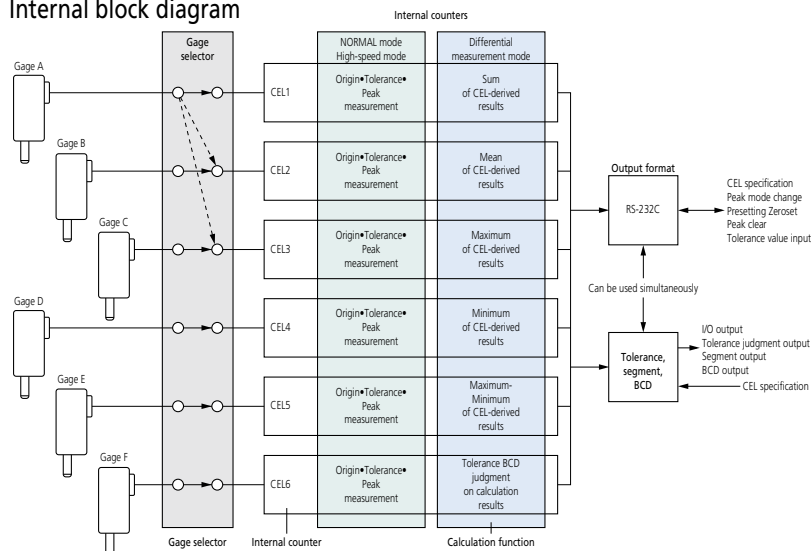 Internal block diagram
Internal counters
Gage
selector
NORMAL mode
High-speed mode
Differential
measurement mode
Gage A
CEL1
Origin•Tolerance•
Peak
measurement
Sum
of CEL-derived
results
Gage B
CEL2
Origin•Tolerance•
Peak
measurement
Mean
of CEL-derived
results
Output format
RS-232C
CEL specification
Peak mode change
Presetting Zeroset
Peak clear
Tolerance value input
Gage C
CEL3
Origin•Tolerance•
Peak
measurement
Maximum
of CEL-derived
results
Can be used simultaneously
Gage D
CEL4
Origin•Tolerance•
Peak
measurement
Minimum
of CEL-derived
results
Tolerance,
segment,
BCD
I/O output
Tolerance judgment output
Segment output
BCD output
CEL specification
Gage E
CEL5
Origin•Tolerance•
Peak
measurement
Maximum-
Minimum
of CEL-derived
results
Gage F
CEL6
Origin•Tolerance•
Peak
measurement
Tolerance BCD
judgment
on calculation
results
Gage selector
Internal counter
Calculation function